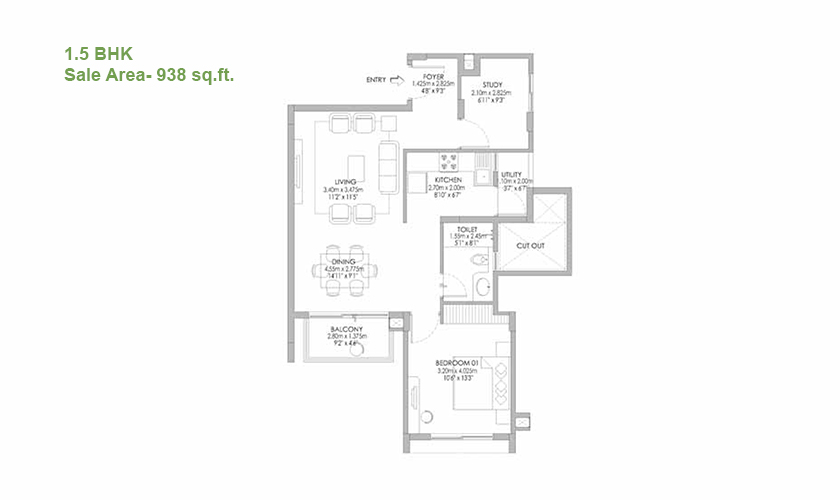 1.5 BHK
Sale Area- 938 sq.ft.
ENTRY
FOYER
1.425m x 2.825m
4'8" x 9'3"
STUDY
2.10m x 2.825m
6'11" x 9'3"
LIVING
3.40m x 3.475m
11'2" x 11'5"
KITCHEN
2.70m x 2.00m
8'10" x 6'7"
UTILITY
1.10m x 2.00m
3'7" x 6'7"
TOILET
1.55m x 2.45m
5'1" x 8'1"
CUT OUT
DINING
4.55m x 2.775m
14'11" x 9'1"
BALCONY
2.80m x 1.375m
9'2" x 4'6"
BEDROOM 01
3.20m x 4.025m
10'6" x 13'3"